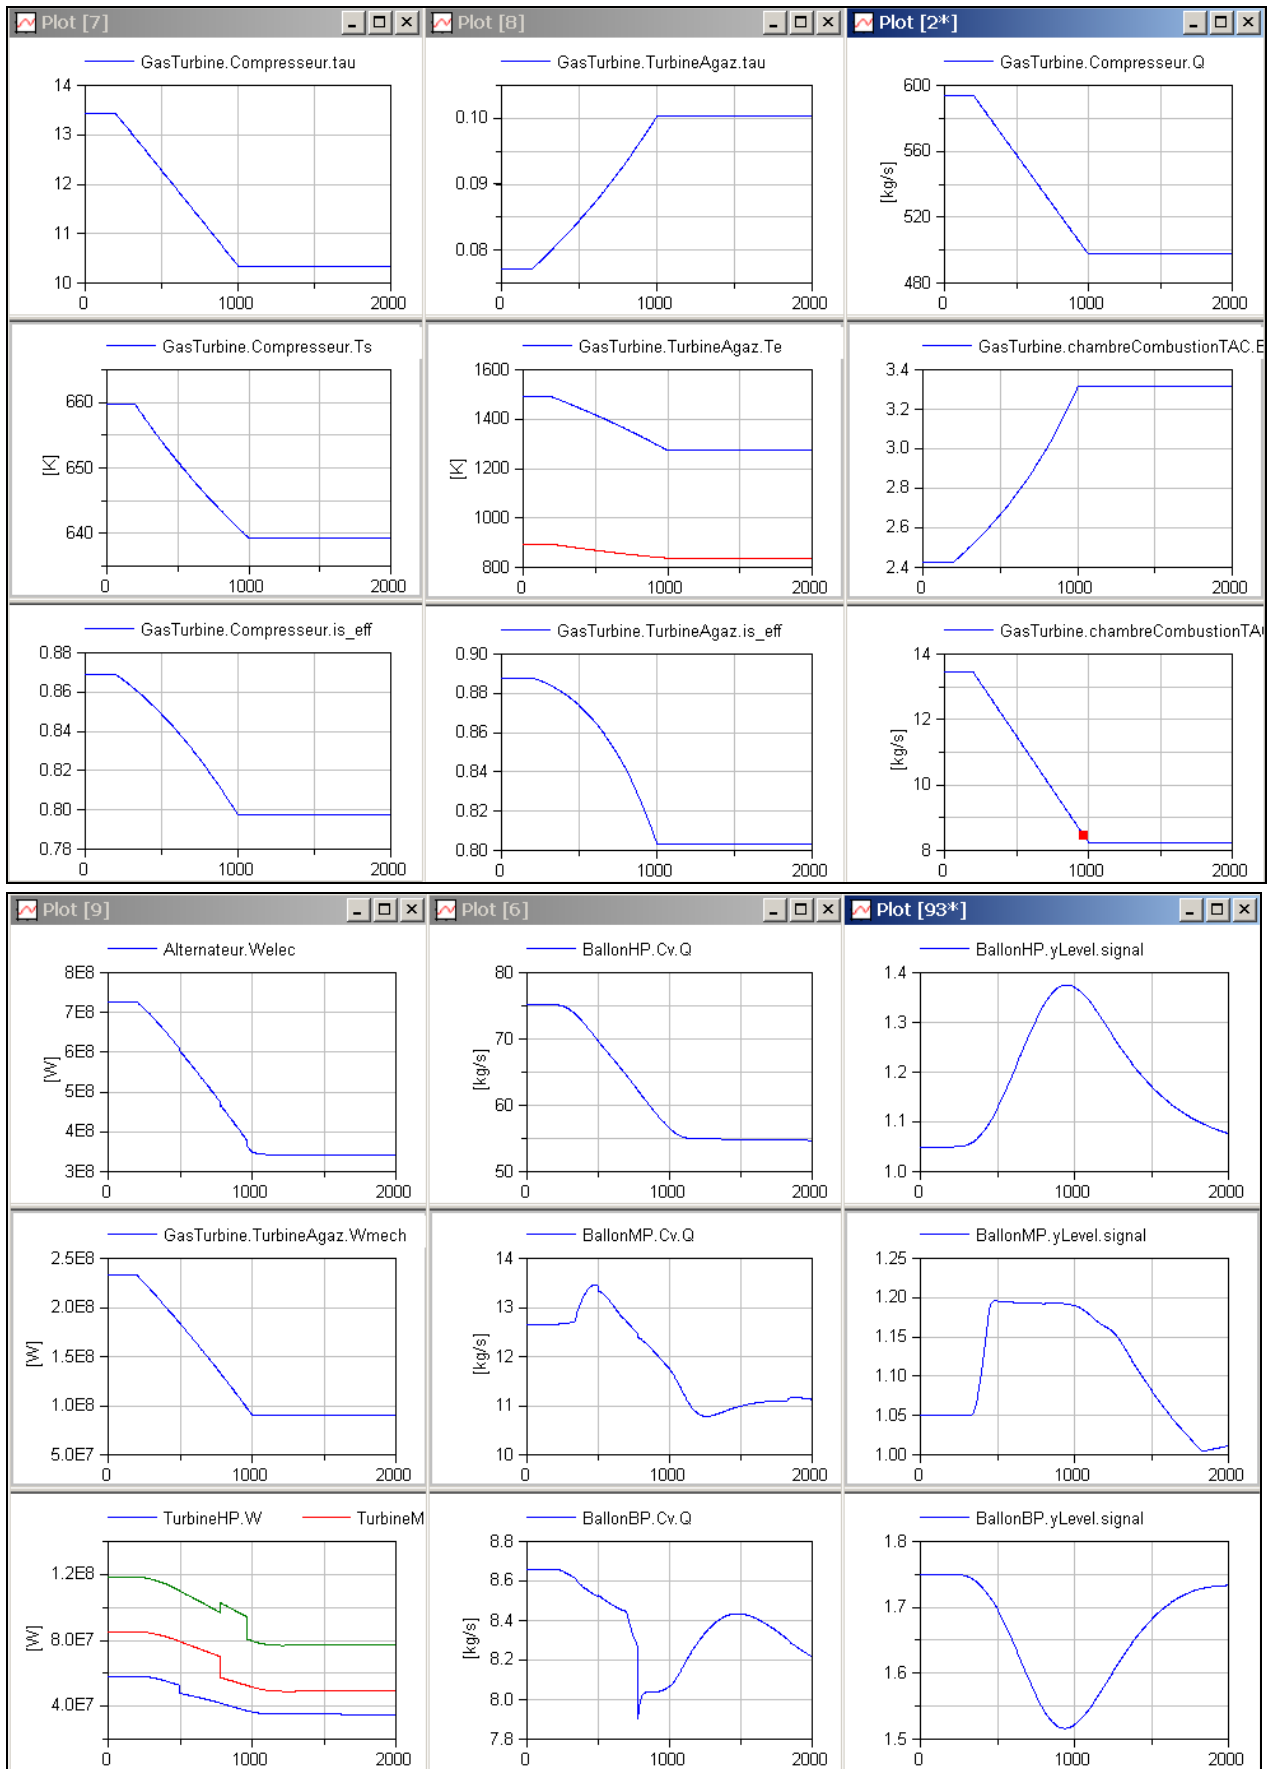 Plot [7]
GasTurbine.Compresseur.tau
14
13
12
11
10
0
1000
2000
GasTurbine.Compresseur.Ts
660
650
640
[K]
0
1000
2000
GasTurbine.Compresseur.is_eff
0.88
0.86
0.84
0.82
0.80
0.78
0
1000
2000
Plot [8]
GasTurbine.TurbineAgaz.tau
0.10
0.09
0.08
0
1000
2000
GasTurbine.TurbineAgaz.Te
1600
1400
1200
1000
800
[K]
0
1000
2000
GasTurbine.TurbineAgaz.is_eff
0.90
0.88
0.86
0.84
0.82
0.80
0
1000
2000
Plot [2*]
GasTurbine.Compresseur.Q
600
560
520
480
[kg/s]
0
1000
2000
GasTurbine.chambreCombustionTAC.E
3.4
3.2
3.0
2.8
2.6
2.4
0
1000
2000
GasTurbine.chambreCombustionTA
14
12
10
8
[kg/s]
0
1000
2000
Plot [9]
Alternateur.Welec
8E8
7E8
6E8
5E8
4E8
3E8
[W]
0
1000
2000
GasTurbine.TurbineAgaz.Wmech
2.5E8
2.0E8
1.5E8
1.0E8
5.0E7
[W]
0
1000
2000
TurbineHP.W TurbineM
1.2E8
8.0E7
4.0E7
[W]
0
1000
2000
Plot [6]
BallonHP.Cv.Q
80
70
60
50
[kg/s]
0
1000
2000
BallonMP.Cv.Q
14
13
12
11
10
[kg/s]
0
1000
2000
BallonBP.Cv.Q
8.8
8.6
8.4
8.2
8.0
7.8
[kg/s]
0
1000
2000
Plot [93*]
BallonHP.yLevel.signal
1.4
1.3
1.2
1.1
1.0
0
1000
2000
BallonMP.yLevel.signal
1.25
1.20
1.15
1.10
1.05
1.00
0
1000
2000
BallonBP.yLevel.signal
1.8
1.7
1.6
1.5
0
1000
2000